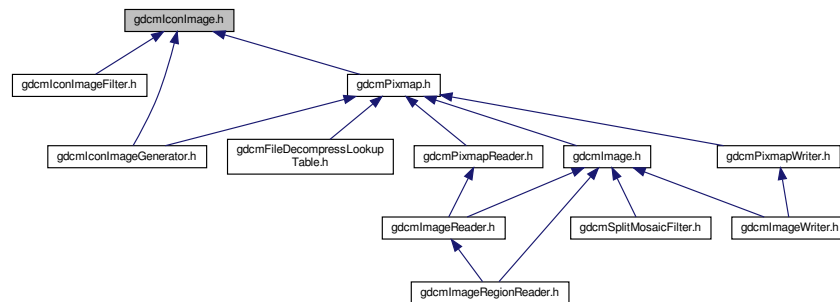 gdcmIconImage.h
gdcmIconImageFilter.h
gdcmPixmap.h
gdcmIconImageGenerator.h
gdcmFileDecompressLookup
Table.h
gdcmPixmapReader.h
gdcmImage.h
gdcmPixmapWriter.h
gdcmImageReader.h
gdcmSplitMosaicFilter.h
gdcmImageWriter.h
gdcmImageRegionReader.h